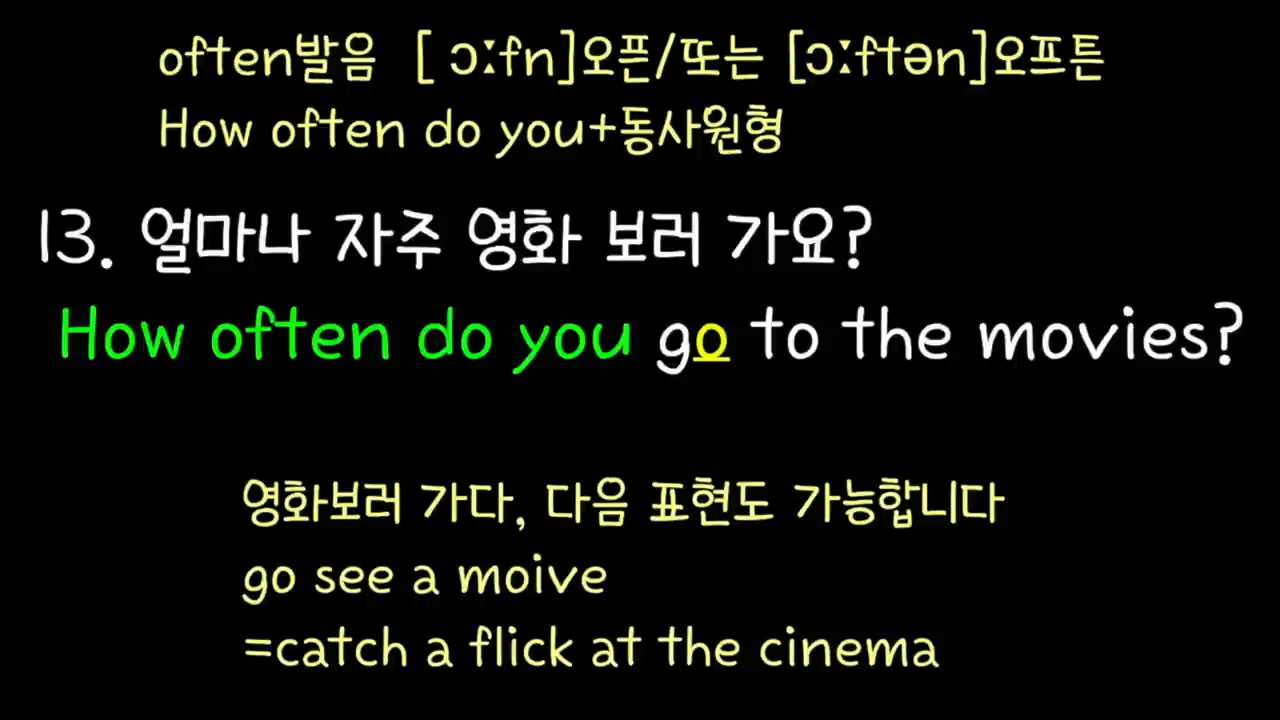 often발음 [ ɔːfn]오픈/또는 [ɔːftən]오프튼
How often do you+동사원형
13. 얼마나 자주 영화 보러 가요?
How often do you go to the movies?
영화보러 가다, 다음 표현도 가능합니다
go see a moive
=catch a flick at the cinema